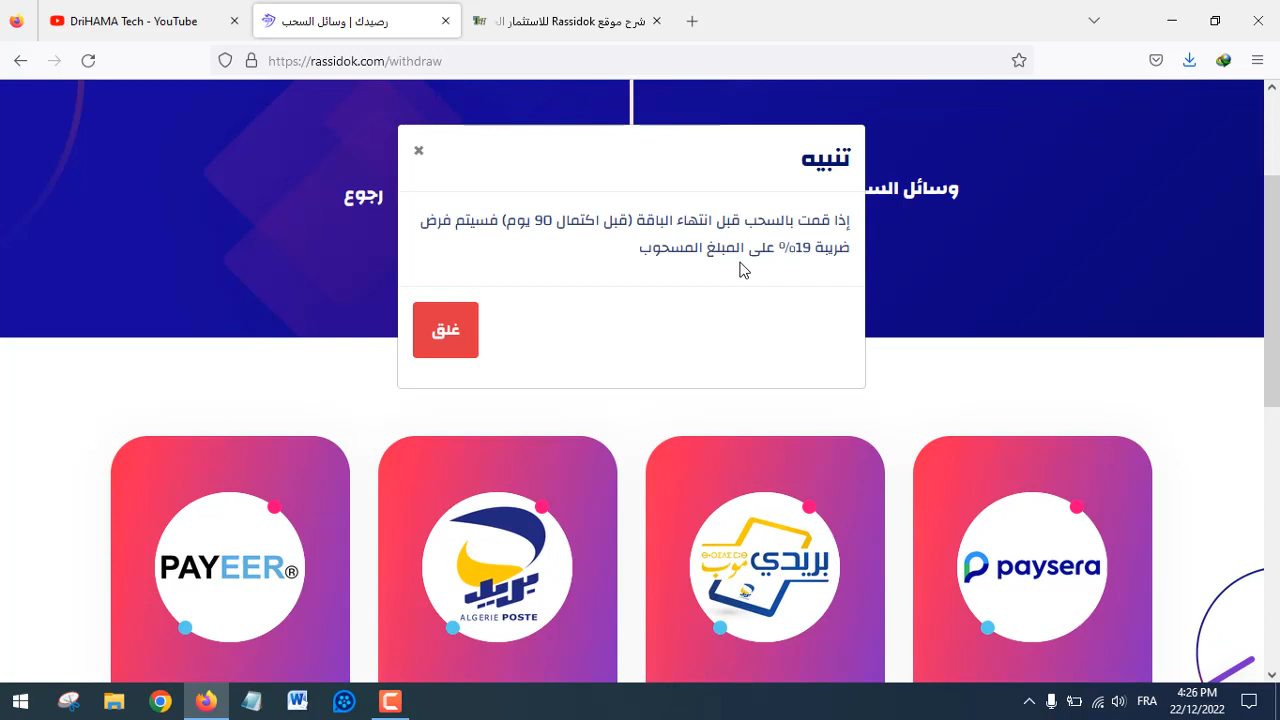 DriHAMA Tech - YouTube
رصيدك | وسائل السحب
شرح موقع Rassidok للاستثمار الـ
https://rassidok.com/withdraw
تنبيه
إذا قمت بالسحب قبل انتهاء الباقة (قبل اكتمال 90 يوم) فسيتم فرض
ضريبة 19% على المبلغ المسحوب
غلق
وسائل الس
رجوع
PAYEER®
ALGERIE POSTE
بريدي
موب
paysera
FRA
4:26 PM
22/12/2022